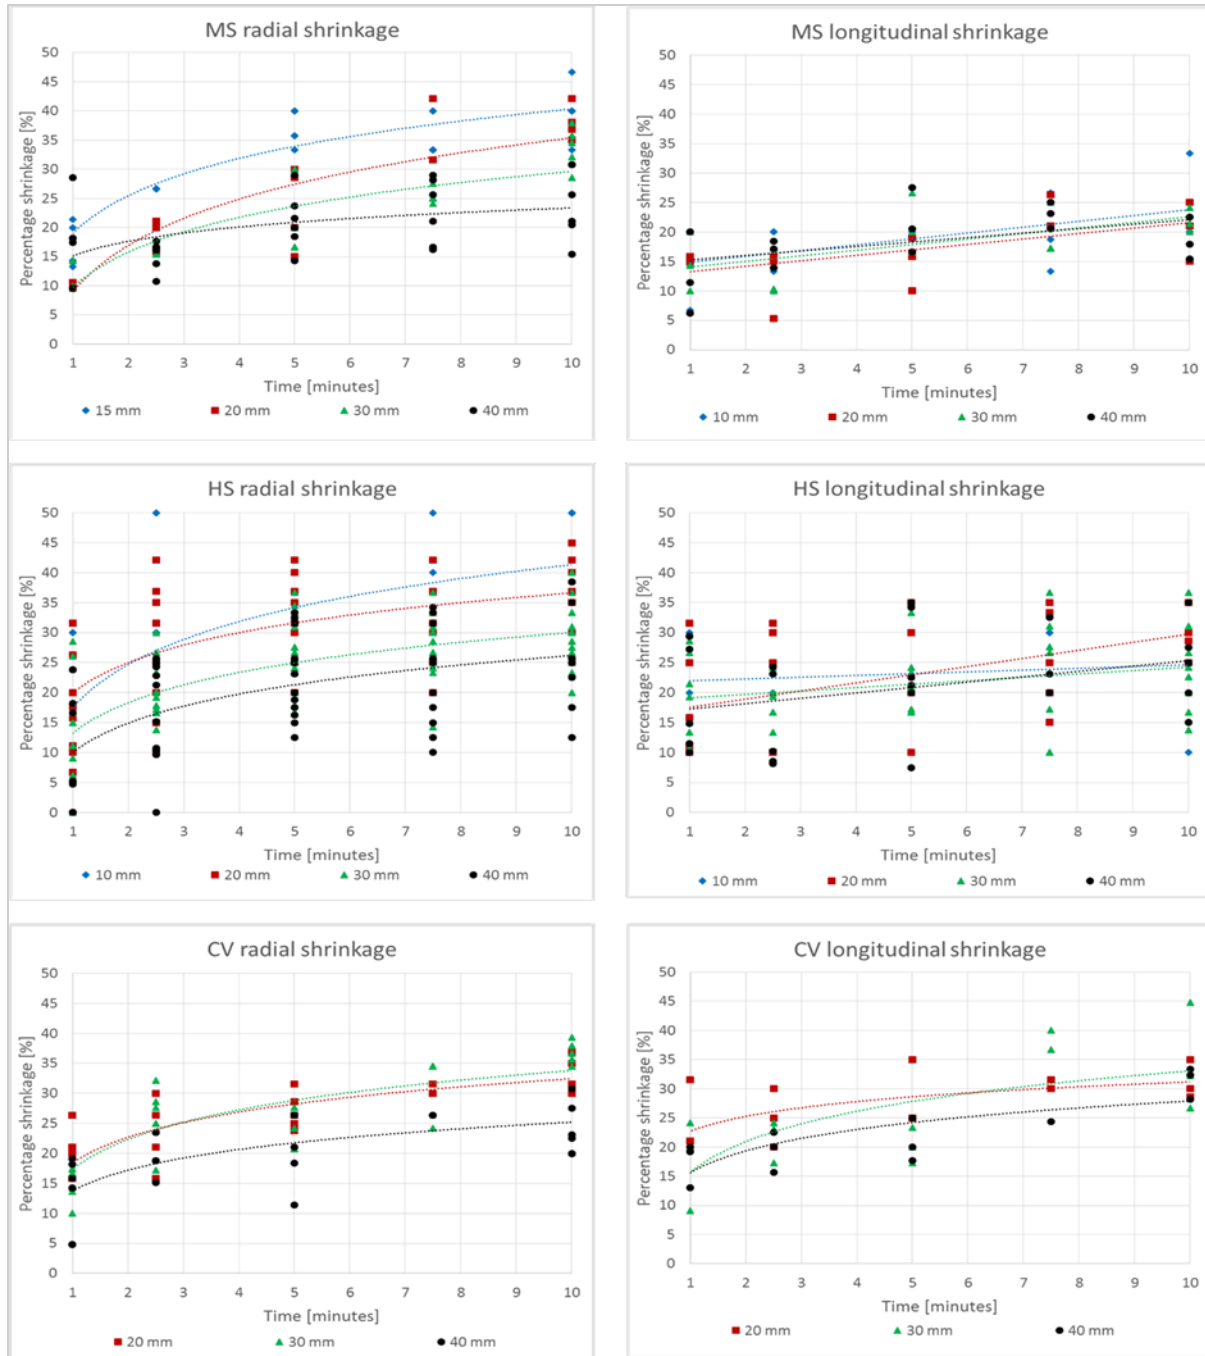 MS radial shrinkage
50
45
40
35
30
25
20
15
10
5
0
Percentage shrinkage [%]
1 2 3 4 5 6 7 8 9 10
Time [minutes]
15 mm 20 mm 30 mm 40 mm
MS longitudinal shrinkage
50
45
40
35
30
25
20
15
10
5
0
Percentage shrinkage [%]
1 2 3 4 5 6 7 8 9 10
Time [minutes]
10 mm 20 mm 30 mm 40 mm
HS radial shrinkage
50
45
40
35
30
25
20
15
10
5
0
Percentage shrinkage [%]
1 2 3 4 5 6 7 8 9 10
Time [minutes]
10 mm 20 mm 30 mm 40 mm
HS longitudinal shrinkage
50
45
40
35
30
25
20
15
10
5
0
Percentage shrinkage [%]
1 2 3 4 5 6 7 8 9 10
Time [minutes]
10 mm 20 mm 30 mm 40 mm
CV radial shrinkage
50
45
40
35
30
25
20
15
10
5
0
Percentage shrinkage [%]
1 2 3 4 5 6 7 8 9 10
Time [minutes]
20 mm 30 mm 40 mm
CV longitudinal shrinkage
50
45
40
35
30
25
20
15
10
5
0
Percentage shrinkage [%]
1 2 3 4 5 6 7 8 9 10
Time [minutes]
20 mm 30 mm 40 mm